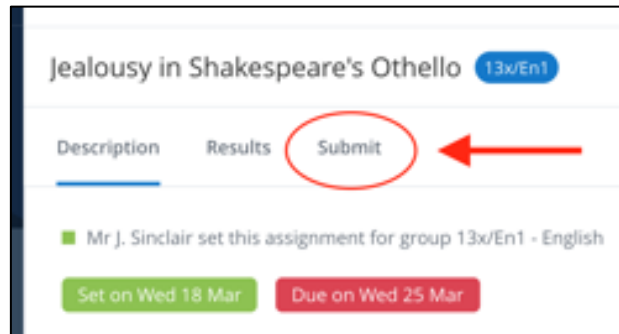 Jealousy in Shakespeare's Othello 13x/En1
Description Results Submit
Mr J. Sinclair set this assignment for group 13x/En1 - English
Set on Wed 18 Mar Due on Wed 25 Mar